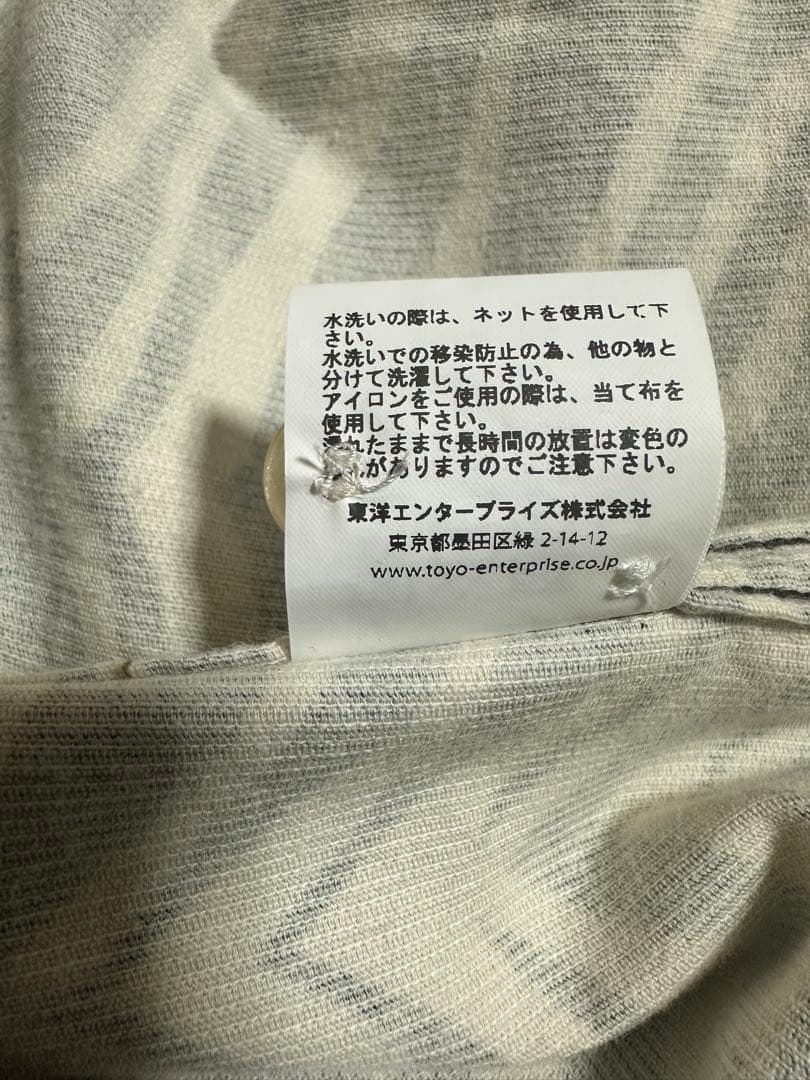 水洗いの際は、ネットを使用して下
さい。
水洗いでの移染防止の為、他の物と
分けて洗濯して下さい。
アイロンをご使用の際は、当て布を
使用して下さい。
れたままで長時間の放置は変色の
がありますのでご注意下さい。
東洋エンタープライズ株式会社
東京都墨田区緑 2-14-12
www.toyo-enterprise.co.jp